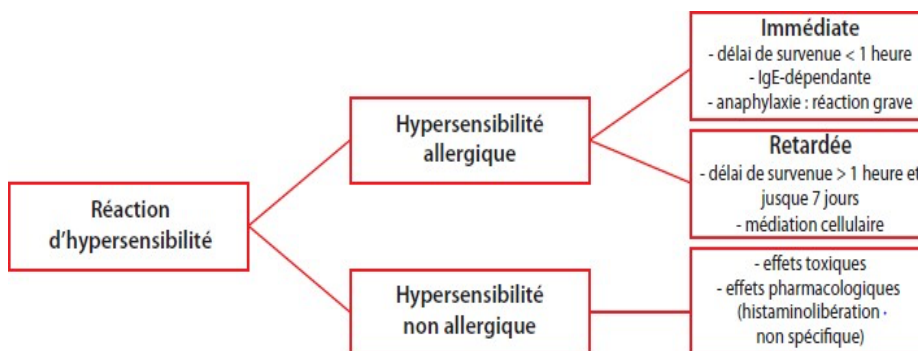 Réaction
d'hypersensibilité
Hypersensibilité
allergique
Immédiate
- délai de survenue < 1 heure
- IgE-dépendante
- anaphylaxie : réaction grave
Retardée
- délai de survenue > 1 heure et
jusque 7 jours
- médiation cellulaire
Hypersensibilité
non allergique
- effets toxiques
- effets pharmacologiques
(histaminolibération
non spécifique)